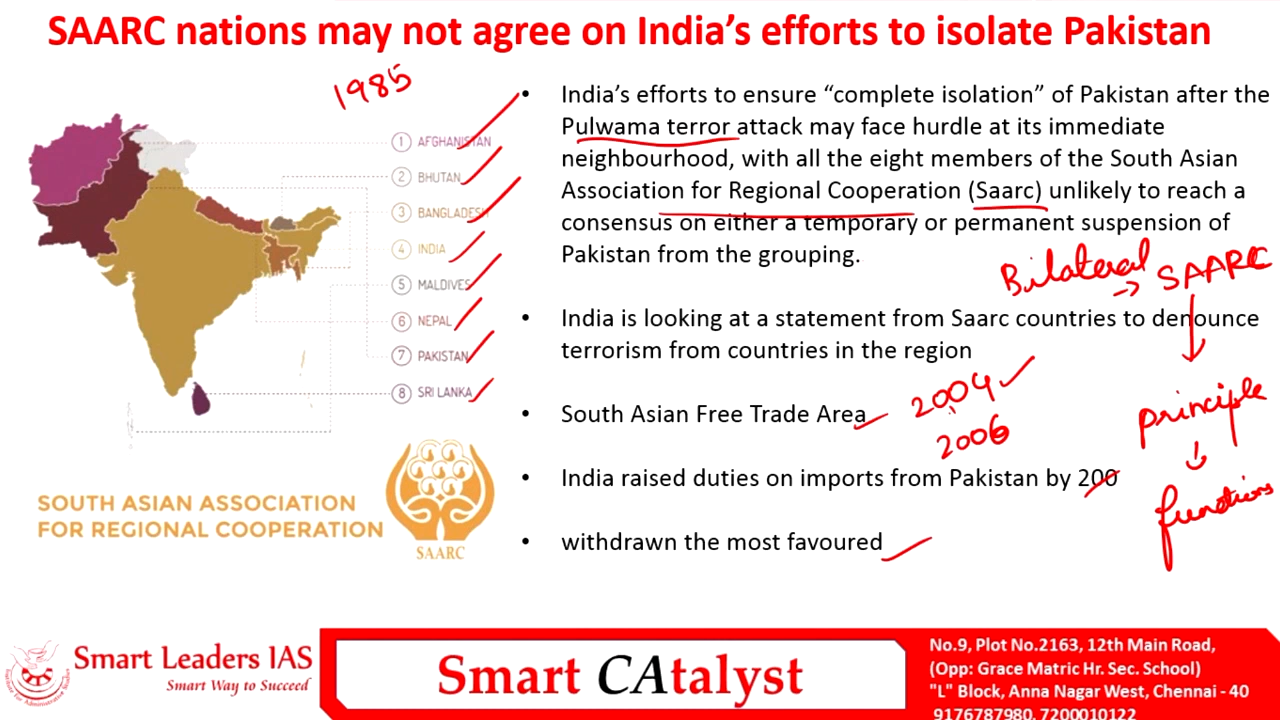 SAARC nations may not agree on India's efforts to isolate Pakistan
1985
1 AFGHANISTAN
2 BHUTAN
3 BANGLADESH
4 INDIA
5 MALDIVES
6 NEPAL
7 PAKISTAN
8 SRI LANKA
SOUTH ASIAN ASSOCIATION
FOR REGIONAL COOPERATION
SAARC
• India's efforts to ensure “complete isolation” of Pakistan after the
Pulwama terror attack may face hurdle at its immediate
neighbourhood, with all the eight members of the South Asian
Association for Regional Cooperation (Saarc) unlikely to reach a
consensus on either a temporary or permanent suspension of
Pakistan from the grouping.
Bilateral → SAARC
• India is looking at a statement from Saarc countries to denounce
terrorism from countries in the region
• South Asian Free Trade Area
2004
2006
principle
functions
• India raised duties on imports from Pakistan by 200
• withdrawn the most favoured
Smart Leaders IAS
Smart Way to Succeed
Smart CAtalyst
No.9, Plot No.2163, 12th Main Road,
(Opp: Grace Matric Hr. Sec. School)
"L" Block, Anna Nagar West, Chennai - 40
9176787980, 7200010122